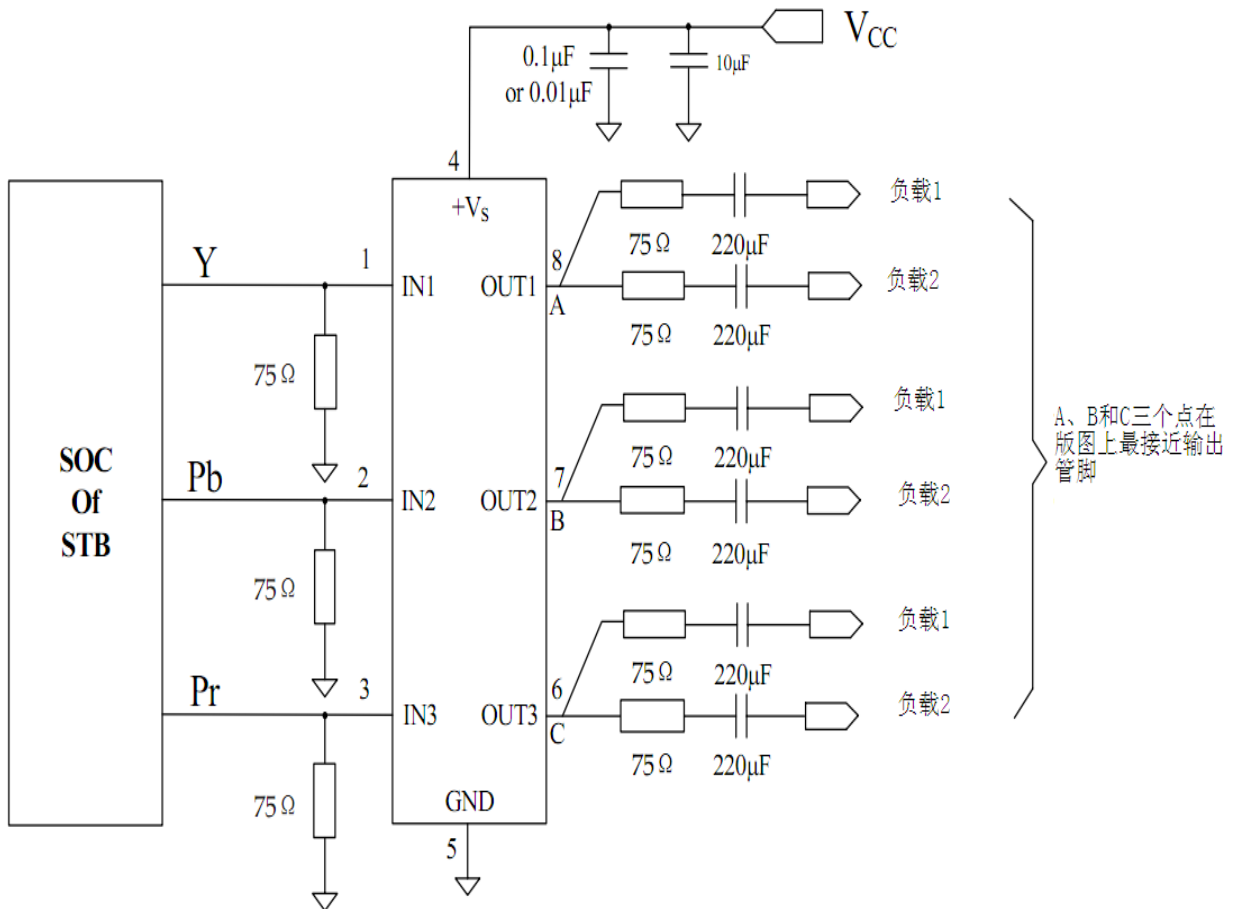 V_CC
0.1μF
or 0.01μF
10μF
4
+V_S
负载1
75Ω
220μF
8
Y
1
IN1
OUT1
A
负载2
75Ω
220μF
75Ω
负载1
75Ω
220μF
A、B和C三个点在
版图上最接近输出
管脚
SOC
Of
STB
Pb
2
IN2
OUT2
7
B
负载2
75Ω
220μF
75Ω
负载1
75Ω
220μF
Pr
3
IN3
OUT3
6
C
负载2
75Ω
220μF
75Ω
GND
5